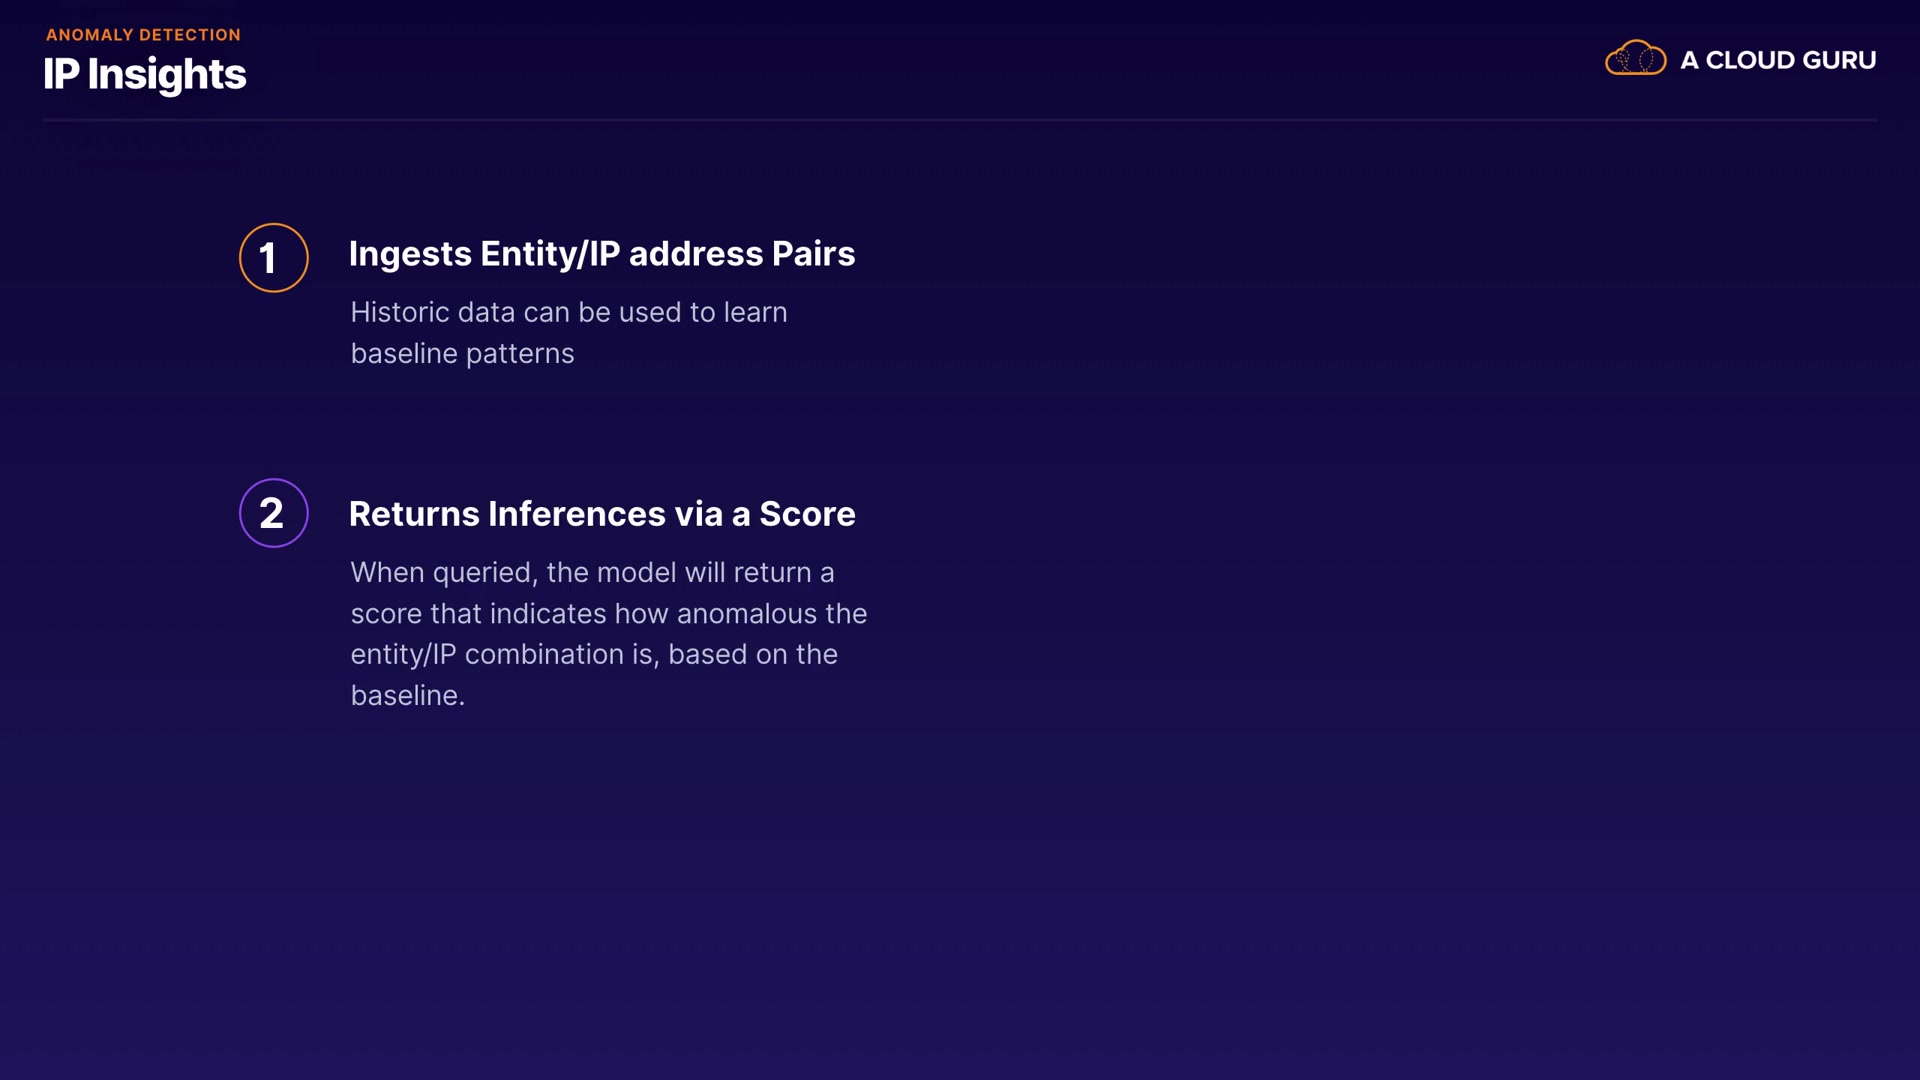 ANOMALY DETECTION
IP Insights
A CLOUD GURU
1
Ingests Entity/IP address Pairs
Historic data can be used to learn
baseline patterns
2
Returns Inferences via a Score
When queried, the model will return a
score that indicates how anomalous the
entity/IP combination is, based on the
baseline.